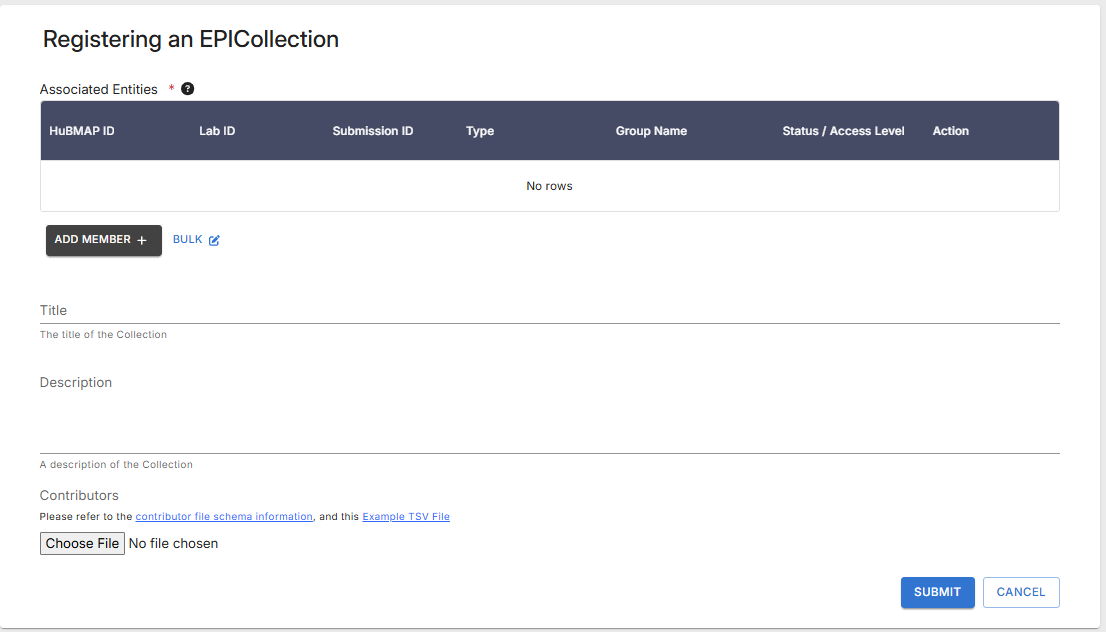 Registering an EPICollection
Associated Entities * ?
HuBMAP ID Lab ID Submission ID Type Group Name Status / Access Level Action
No rows
ADD MEMBER + BULK
Title
The title of the Collection
Description
A description of the Collection
Contributors
Please refer to the contributor file schema information, and this Example TSV File
Choose File No file chosen
SUBMIT CANCEL